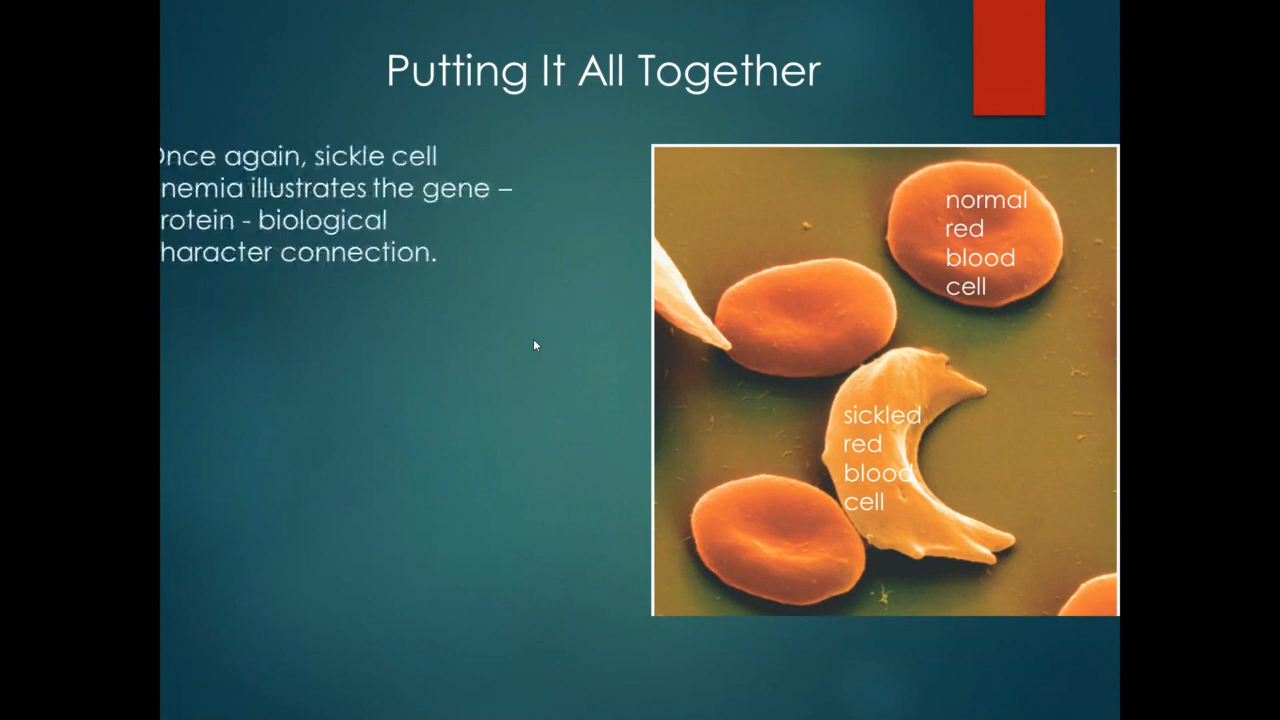 Putting It All Together
Once again, sickle cell
nemia illustrates the gene –
rotein - biological
haracter connection.
normal
red
blood
cell
sickled
red
blood
cell